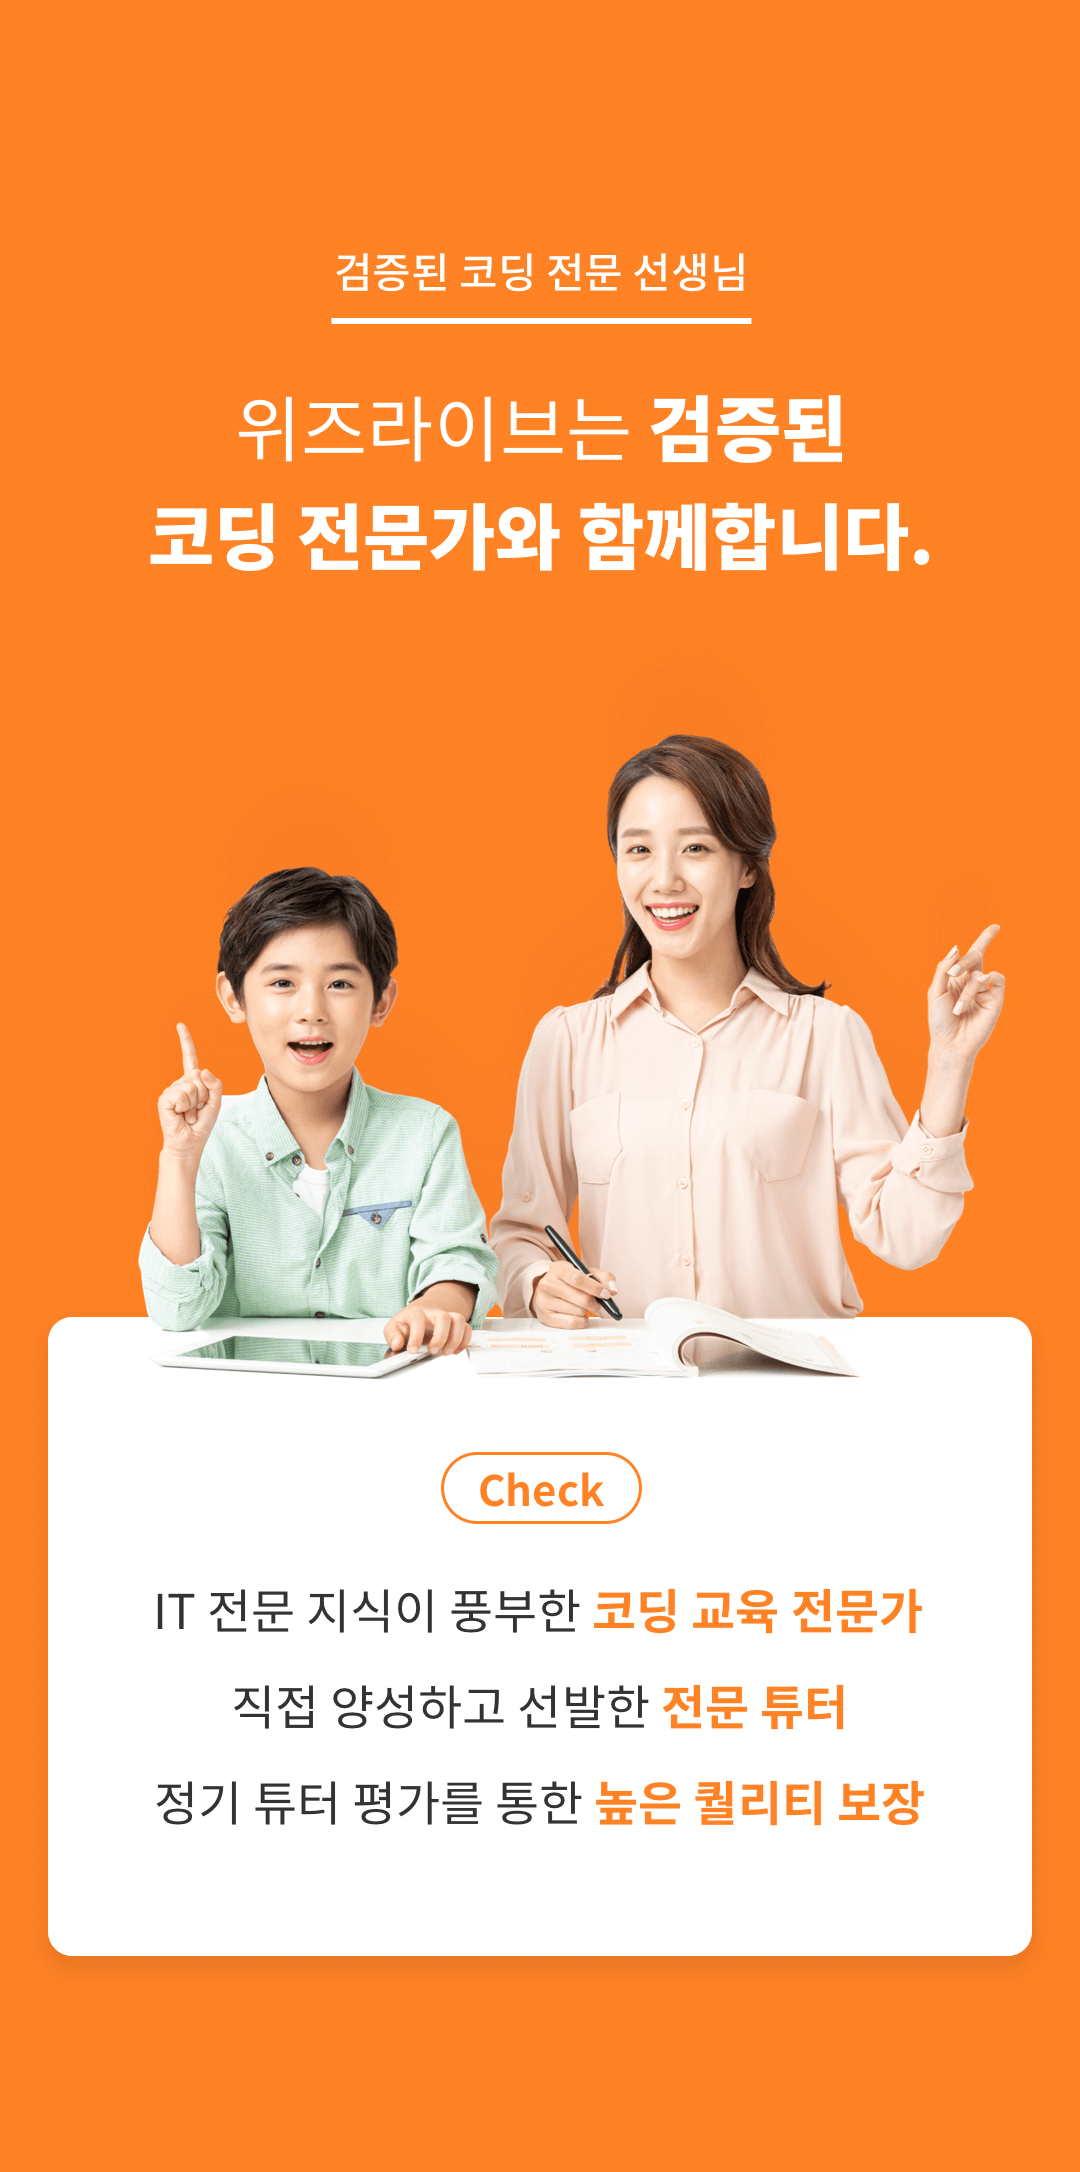 검증된 코딩 전문 선생님
위즈라이브는 검증된
코딩 전문가와 함께합니다.
Check
IT 전문 지식이 풍부한 코딩 교육 전문가
직접 양성하고 선발한 전문 튜터
정기 튜터 평가를 통한 높은 퀄리티 보장